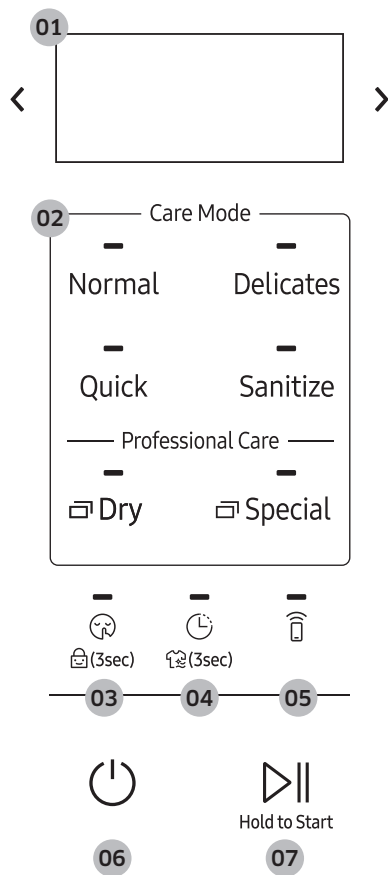 01
02 Care Mode
Normal Delicates
Quick Sanitize
Professional Care
Dry Special
(3sec) (3sec)
03 04 05
Hold to Start
06 07